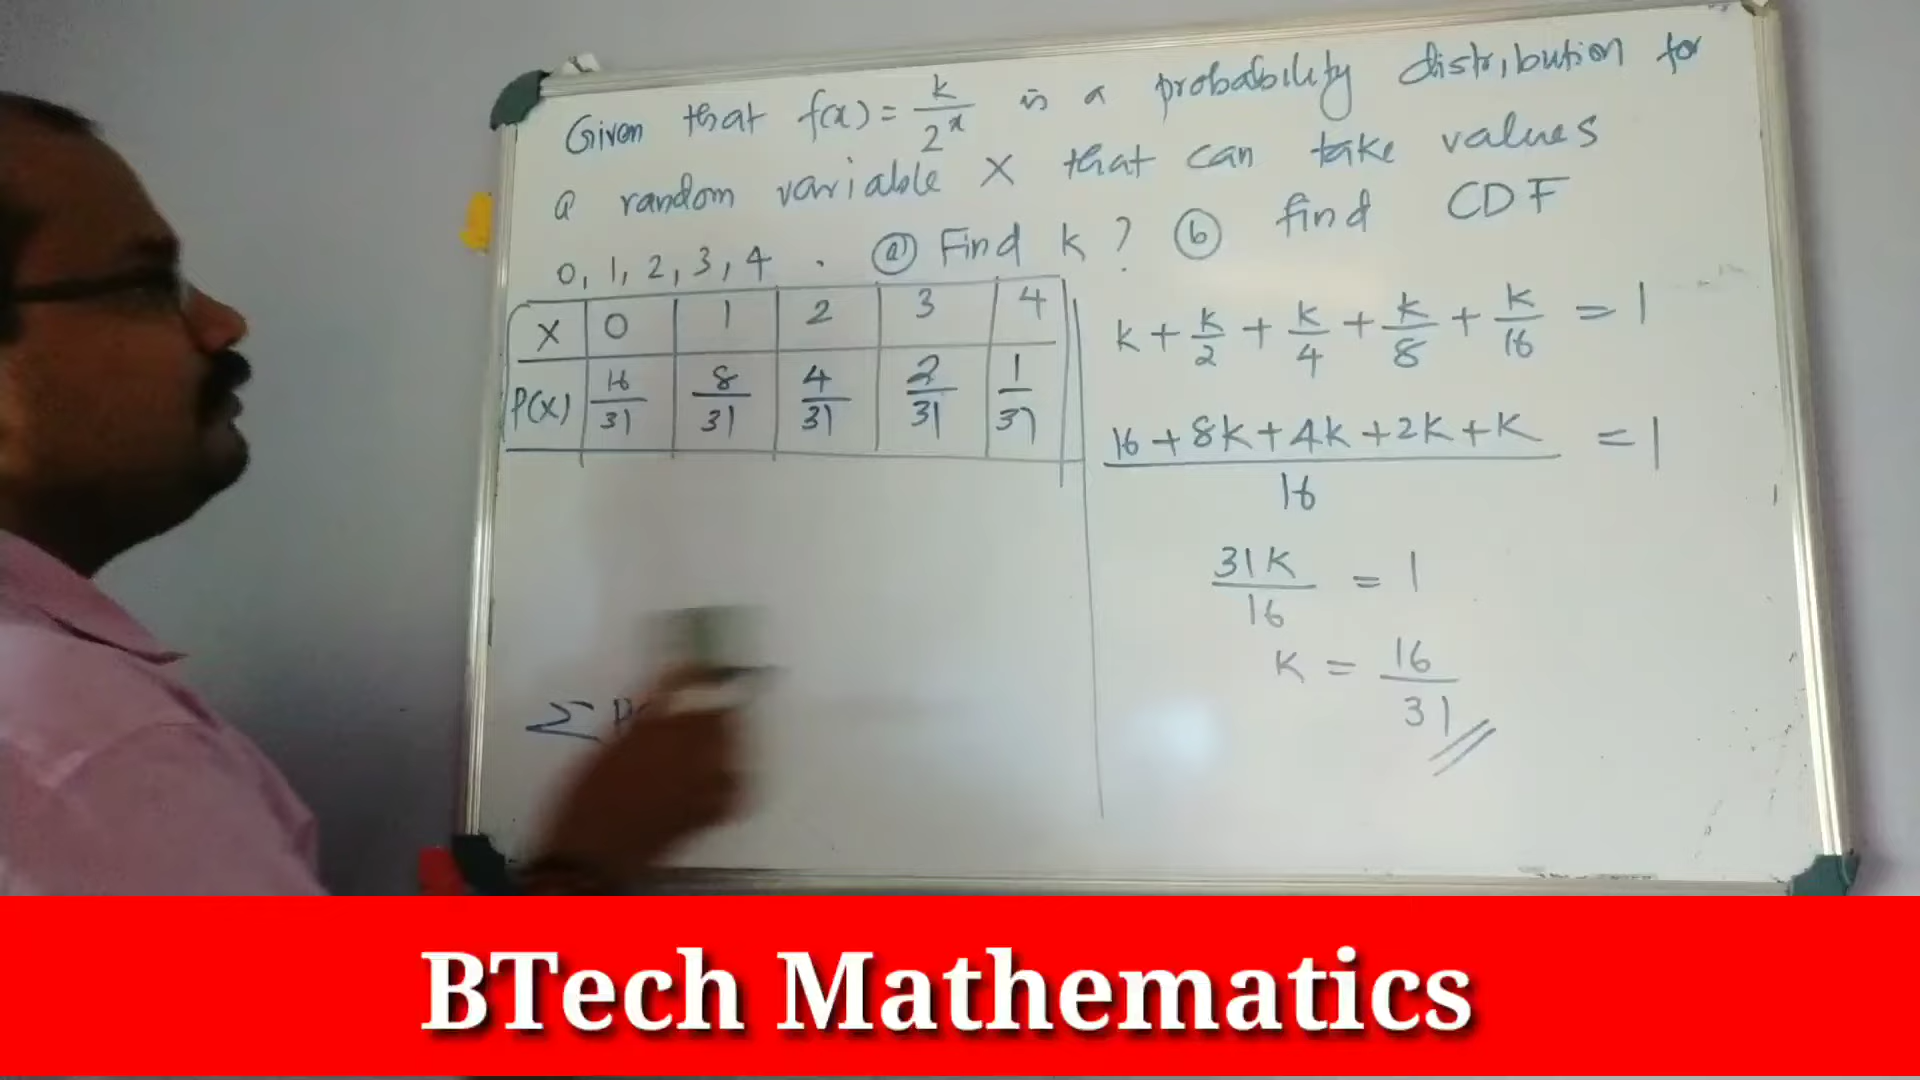 Given that f(x) = k/2^x is a probability distribution for
a random variable X that can take values
0, 1, 2, 3, 4 . ⓐ Find k ? ⓑ find CDF
X 0 1 2 3 4
P(X) 16/31 8/31 4/31 2/31 1/31
Σ
k + k/2 + k/4 + k/8 + k/16 = 1
16 + 8k + 4k + 2k + k / 16 = 1
31k/16 = 1
k = 16/31
BTech Mathematics